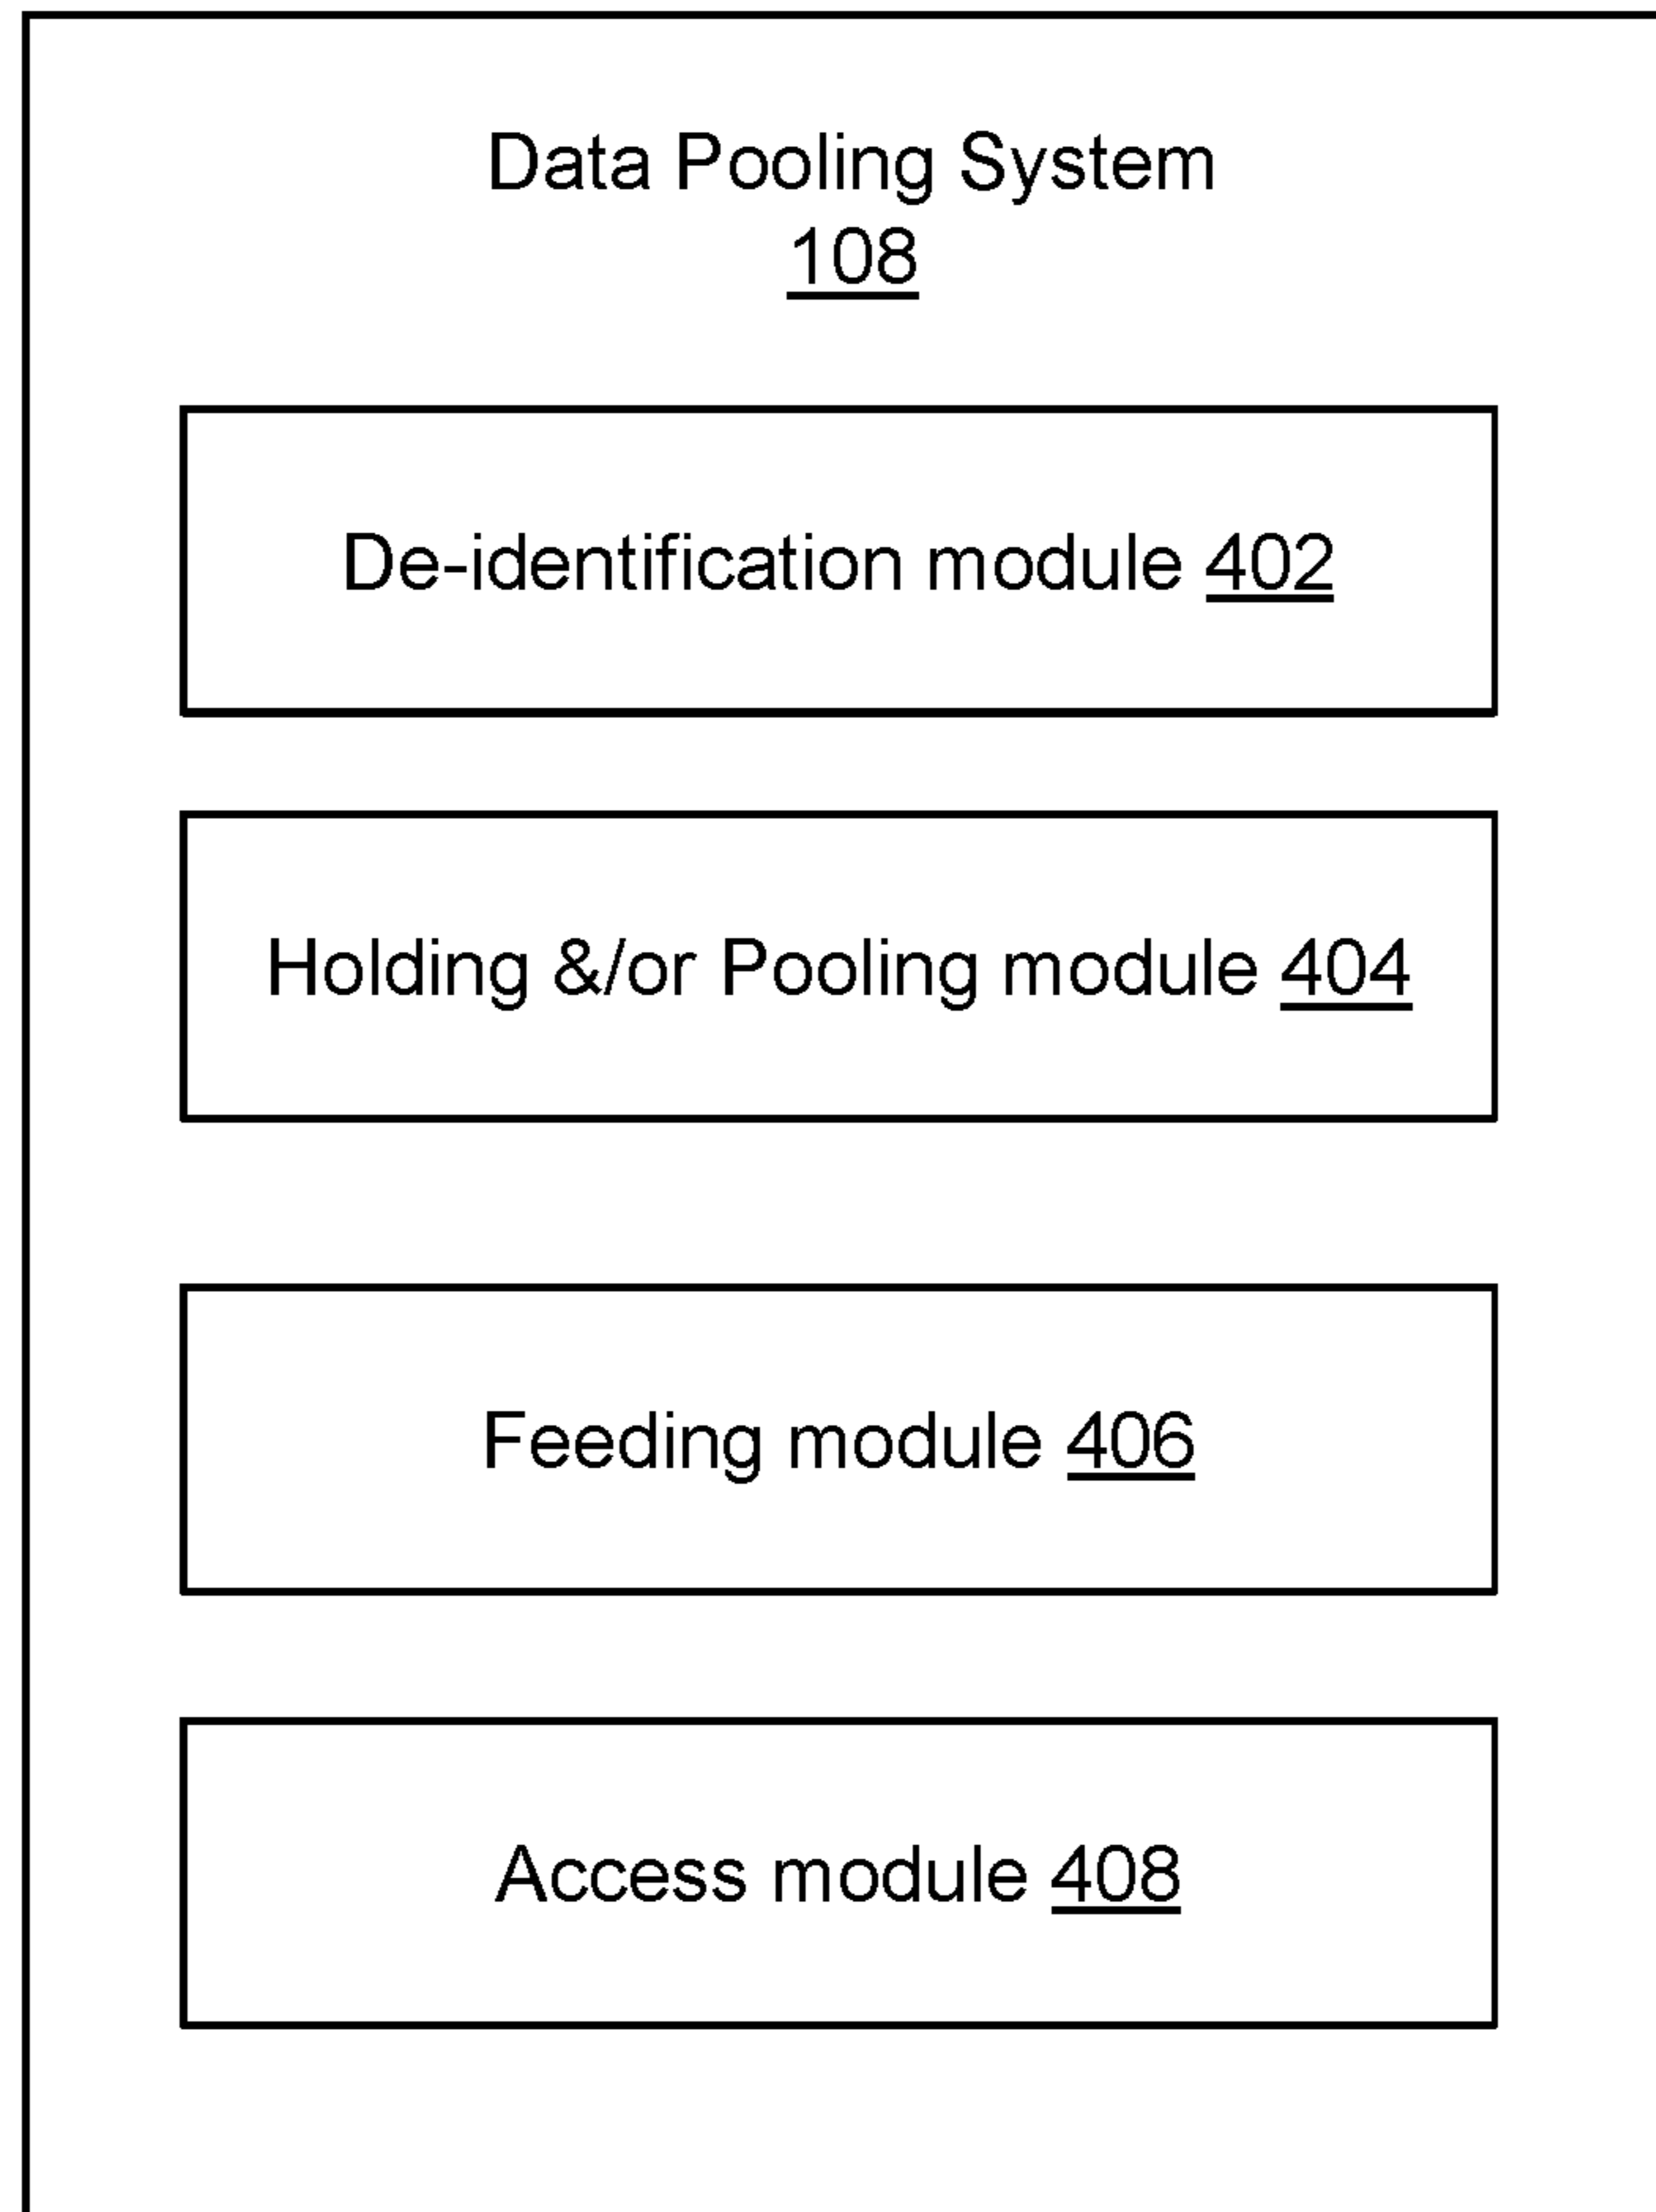 Data Pooling System
108
De-identification module 402
Holding &/or Pooling module 404
Feeding module 406
Access module 408